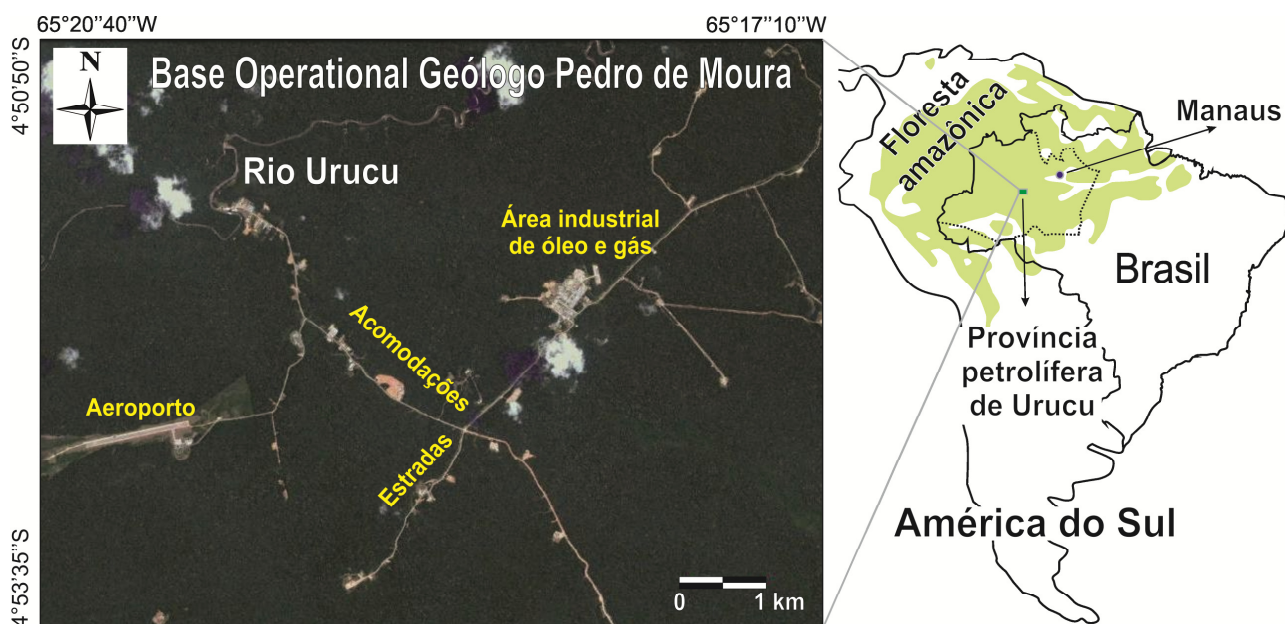 65°20’’40”W
65°17’10”W
4°50’50”S
4°53’35”S
N
Base Operational Geólogo Pedro de Moura
Rio Urucu
Área industrial
de óleo e gás
Acomodações
Aeroporto
Estradas
0 1 km
Floresta
amazônica
Manaus
Brasil
Província
petrolífera
de Urucu
América do Sul